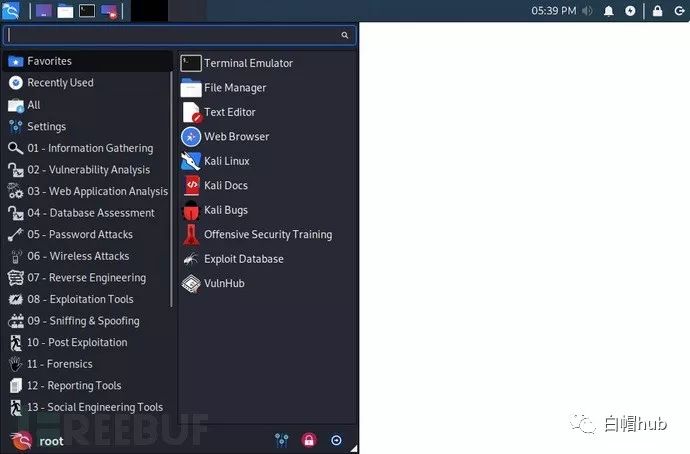 05:39 PM
Favorites
Recently Used
All
Settings
01 - Information Gathering
02 - Vulnerability Analysis
03 - Web Application Analysis
04 - Database Assessment
05 - Password Attacks
06 - Wireless Attacks
07 - Reverse Engineering
08 - Exploitation Tools
09 - Sniffing & Spoofing
10 - Post Exploitation
11 - Forensics
12 - Reporting Tools
13 - Social Engineering Tools
Terminal Emulator
File Manager
Text Editor
Web Browser
Kali Linux
Kali Docs
Kali Bugs
Offensive Security Training
Exploit Database
VulnHub
FREEBUF
root
白帽hub